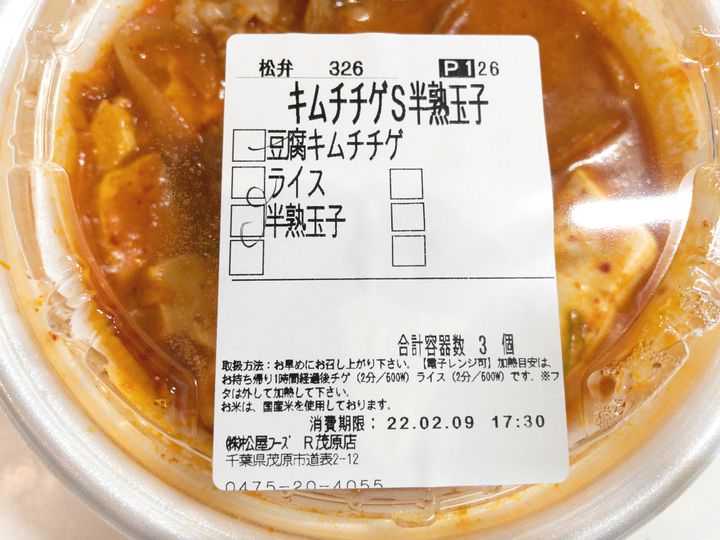 松弁 326 P126
キムチチゲS半熟玉子
豆腐キムチチゲ
ライス
半熟玉子
合計容器数 3 個
取扱方法：お早めにお召し上がり下さい。【電子レンジ可】加熱目安は、
お持ち帰り1時間経過後チゲ（2分／600W）ライス（2分／600W）です。※フ
タは外して加熱して下さい。
お米は、国産米を使用しております。
消費期限： 22.02.09 17:30
㈱松屋フーズ R茂原店
千葉県茂原市道表2-12
0475-20-4055